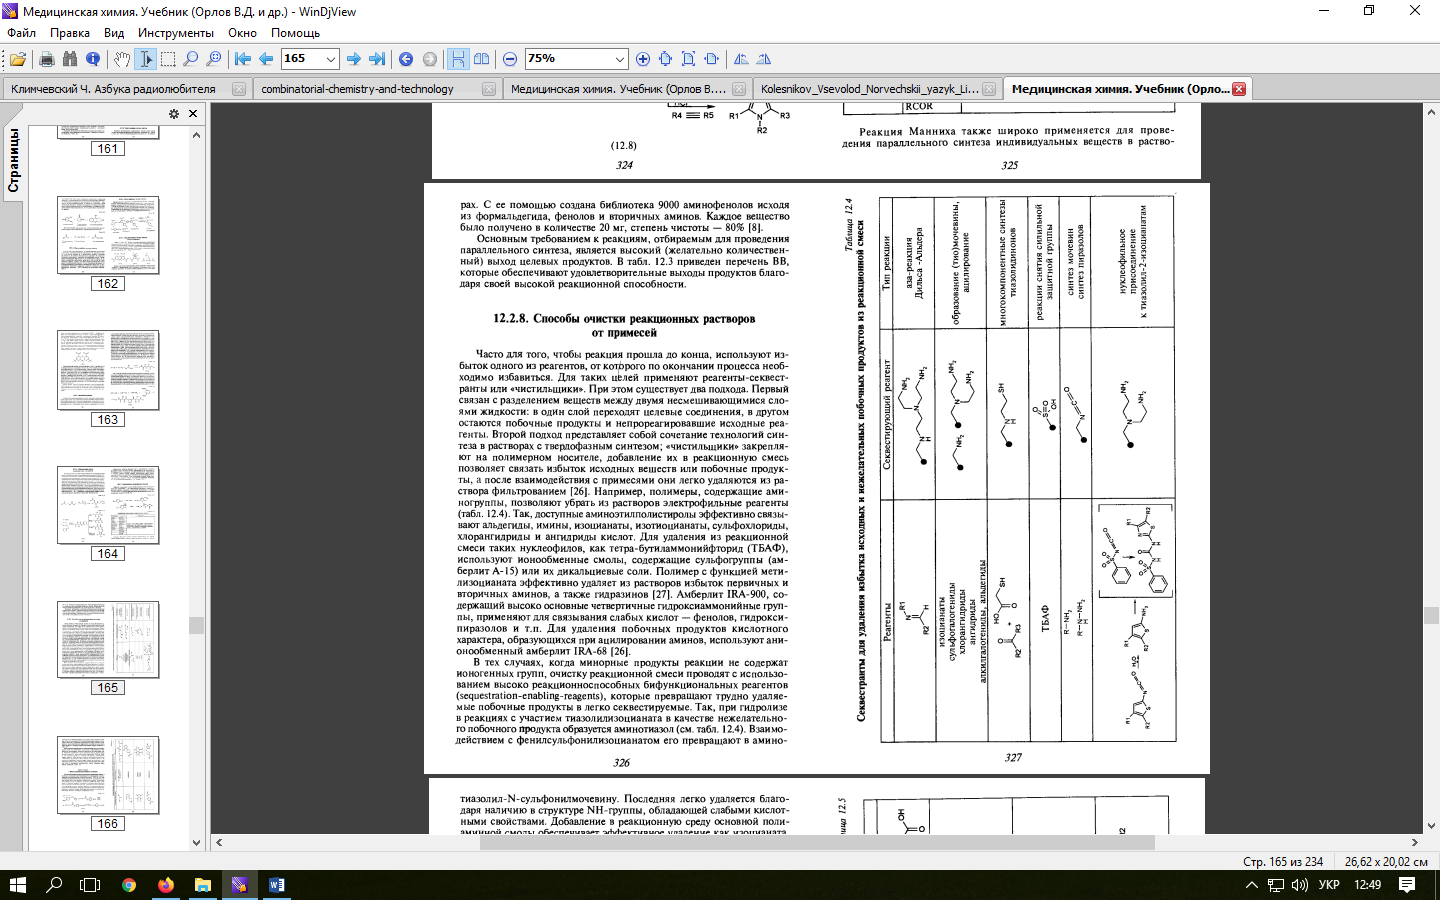 Медицинская химия. Учебник (Орлов В.Д. и др.) - WinDjView
Файл Правка Вид Инструменты Окно Помощь
165 75%
Климчевский Ч. Азбука радиолюбителя
combinatorial-chemistry-and-technology
Медицинская химия. Учебник (Орлов В....
Kolesnikov_Vsevolod_Norvechskii_yazyk_Li...
Медицинская химия. Учебник (Орло...
Страницы
161
162
163
164
165
166
R4 R5
R1 N R3
R2
(12.8)
324
RCOR
Реакция Манниха также широко применяется для прове-
дения параллельного синтеза индивидуальных веществ в раство-
325
рах. С ее помощью создана библиотека 9000 аминофенолов исходя
из формальдегида, фенолов и вторичных аминов. Каждое вещество
было получено в количестве 20 мг, степень чистоты — 80% [8].
Основным требованием к реакциям, отбираемым для проведения
параллельного синтеза, является высокий (желательно количествен-
ный) выход целевых продуктов. В табл. 12.3 приведен перечень ВВ,
которые обеспечивают удовлетворительные выходы продуктов благо-
даря своей высокой реакционной способности.
12.2.8. Способы очистки реакционных растворов
от примесей
Часто для того, чтобы реакция прошла до конца, используют из-
быток одного из реагентов, от которого по окончании процесса необ-
ходимо избавиться. Для таких целей применяют реагенты-секвест-
ранты или «чистильщики». При этом существует два подхода. Первый
связан с разделением веществ между двумя несмешивающимися сло-
ями жидкости: в один слой переходят целевые соединения, в другом
остаются побочные продукты и непрореагировавшие исходные реа-
генты. Второй подход представляет собой сочетание технологий син-
теза в растворах с твердофазным синтезом; «чистильщики» закрепля-
ют на полимерном носителе, добавление их в реакционную смесь
позволяет связать избыток исходных веществ или побочные продук-
ты, а после взаимодействия с примесями они легко удаляются из ра-
створа фильтрованием [26]. Например, полимеры, содержащие ами-
ногруппы, позволяют убрать из растворов электрофильные реагенты
(табл. 12.4). Так, доступные аминоэтилполистиролы эффективно связы-
вают альдегиды, имины, изоцианаты, изотиоцианаты, сульфохлориды,
хлорангидриды и ангидриды кислот. Для удаления из реакционной
смеси таких нуклеофилов, как тетра-бутиламмонийфторид (ТБАФ),
используют ионообменные смолы, содержащие сульфогруппы (ам-
берлит А-15) или их дикальциевые соли. Полимер с функцией мети-
лизоцианата эффективно удаляет из растворов избыток первичных и
вторичных аминов, а также гидразинов [27]. Амберлит IRA-900, со-
держащий высоко основные четвертичные гидроксиаммонийные груп-
пы, применяют для связывания слабых кислот — фенолов, гидрокси-
пиразолов и т.п. Для удаления побочных продуктов кислотного
характера, образующихся при ацилировании аминов, используют ани-
онообменный амберлит IRA-68 [26].
В тех случаях, когда минорные продукты реакции не содержат
ионогенных групп, очистку реакционной смеси проводят с использо-
ванием высоко реакционноспособных бифункциональных реагентов
(sequestration-enabling-reagents), которые превращают трудно удаляе-
мые побочные продукты в легко секвестируемые. Так, при гидролизе
в реакциях с участием тиазолилизоцианата в качестве нежелательно-
го побочного продукта образуется аминотиазол (см. табл. 12.4). Взаимо-
действием с фенилсульфонилизоцианатом его превращают в амино-
326
Таблица 12.4
Секвестранты для удаления избытка исходных и нежелательных побочных продуктов из реакционной смеси
Реагенты
Секвестирующий реагент
Тип реакции
аза-реакция
Дильса -Альдера
изоцианаты
сульфогалогениды
хлорангидриды
ангидриды
алкилгалогениды, альдегиды
образование (тио)мочевины,
ацилирование
многокомпонентные синтезы
тиазолидинонов
ТБАФ
реакции снятия силильной
защитной группы
R−NH2
R−N−NH2
H
синтез мочевин
синтез пиразолов
нуклеофильное
присоединение
к тиазолил-2-изоцианатам
327
тиазолил-N-сульфонилмочевину. Последняя легко удаляется благо-
даря наличию в структуре NH-группы, обладающей слабыми кислот-
ными свойствами. Добавление в реакционную среду основной поли-
аминной смолы обеспечивает эффективное удаление как изоцианата,
12.5
OH
O
Стр. 165 из 234 26,62 x 20,02 см
УКР 12:49